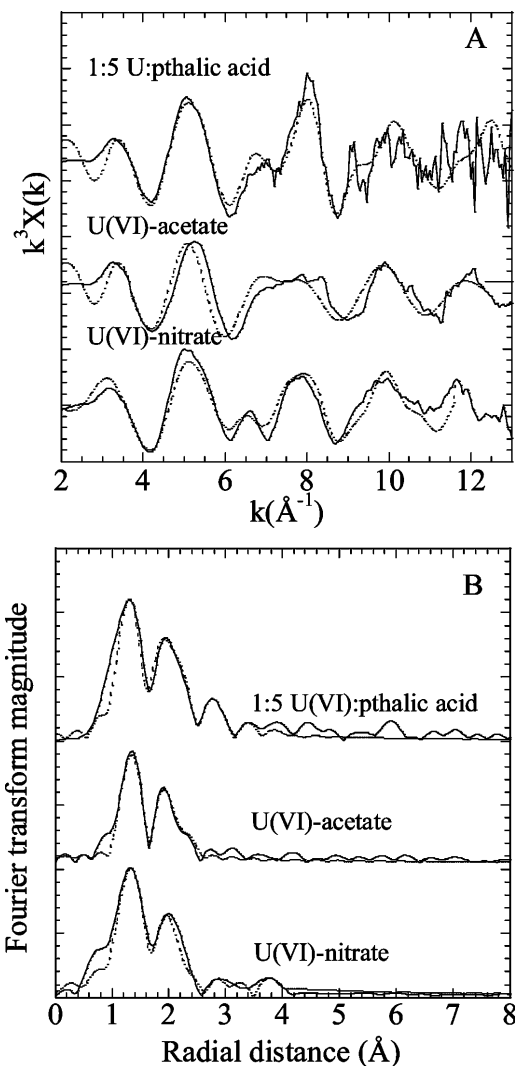 A
1:5 U:pthalic acid
k³X(k)
U(VI)-acetate
U(VI)-nitrate
2 4 6 8 10 12
k(Å⁻¹)
B
Fourier transform magnitude
1:5 U(VI):pthalic acid
U(VI)-acetate
U(VI)-nitrate
0 1 2 3 4 5 6 7 8
Radial distance (Å)